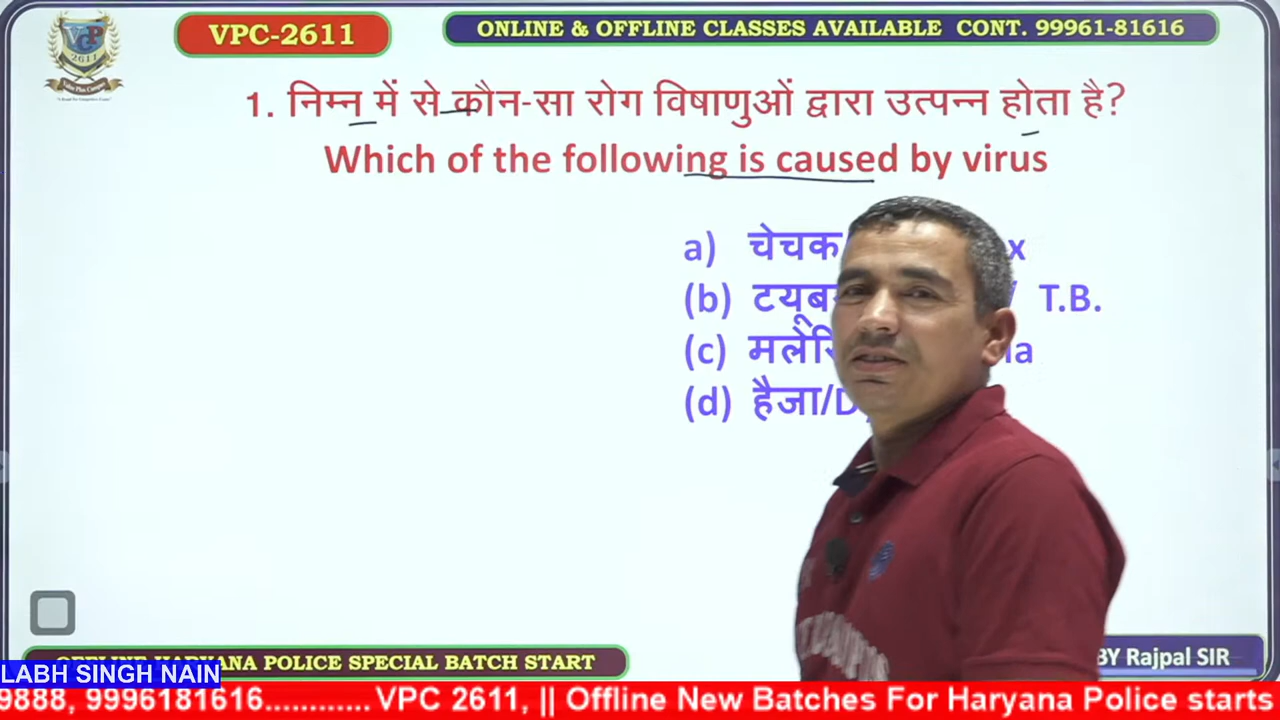 VPC-2611
ONLINE & OFFLINE CLASSES AVAILABLE CONT. 99961-81616
1. निम्न में से कौन-सा रोग विषाणुओं द्वारा उत्पन्न होता है?
Which of the following is caused by virus
a) चेचक
(b) T.B.
(c)
(d) हैजा/D
OFFLINE HARYANA POLICE SPECIAL BATCH START
BY Rajpal SIR
LABH SINGH NAIN
9888, 9996181616............ VPC 2611, || Offline New Batches For Haryana Police starts